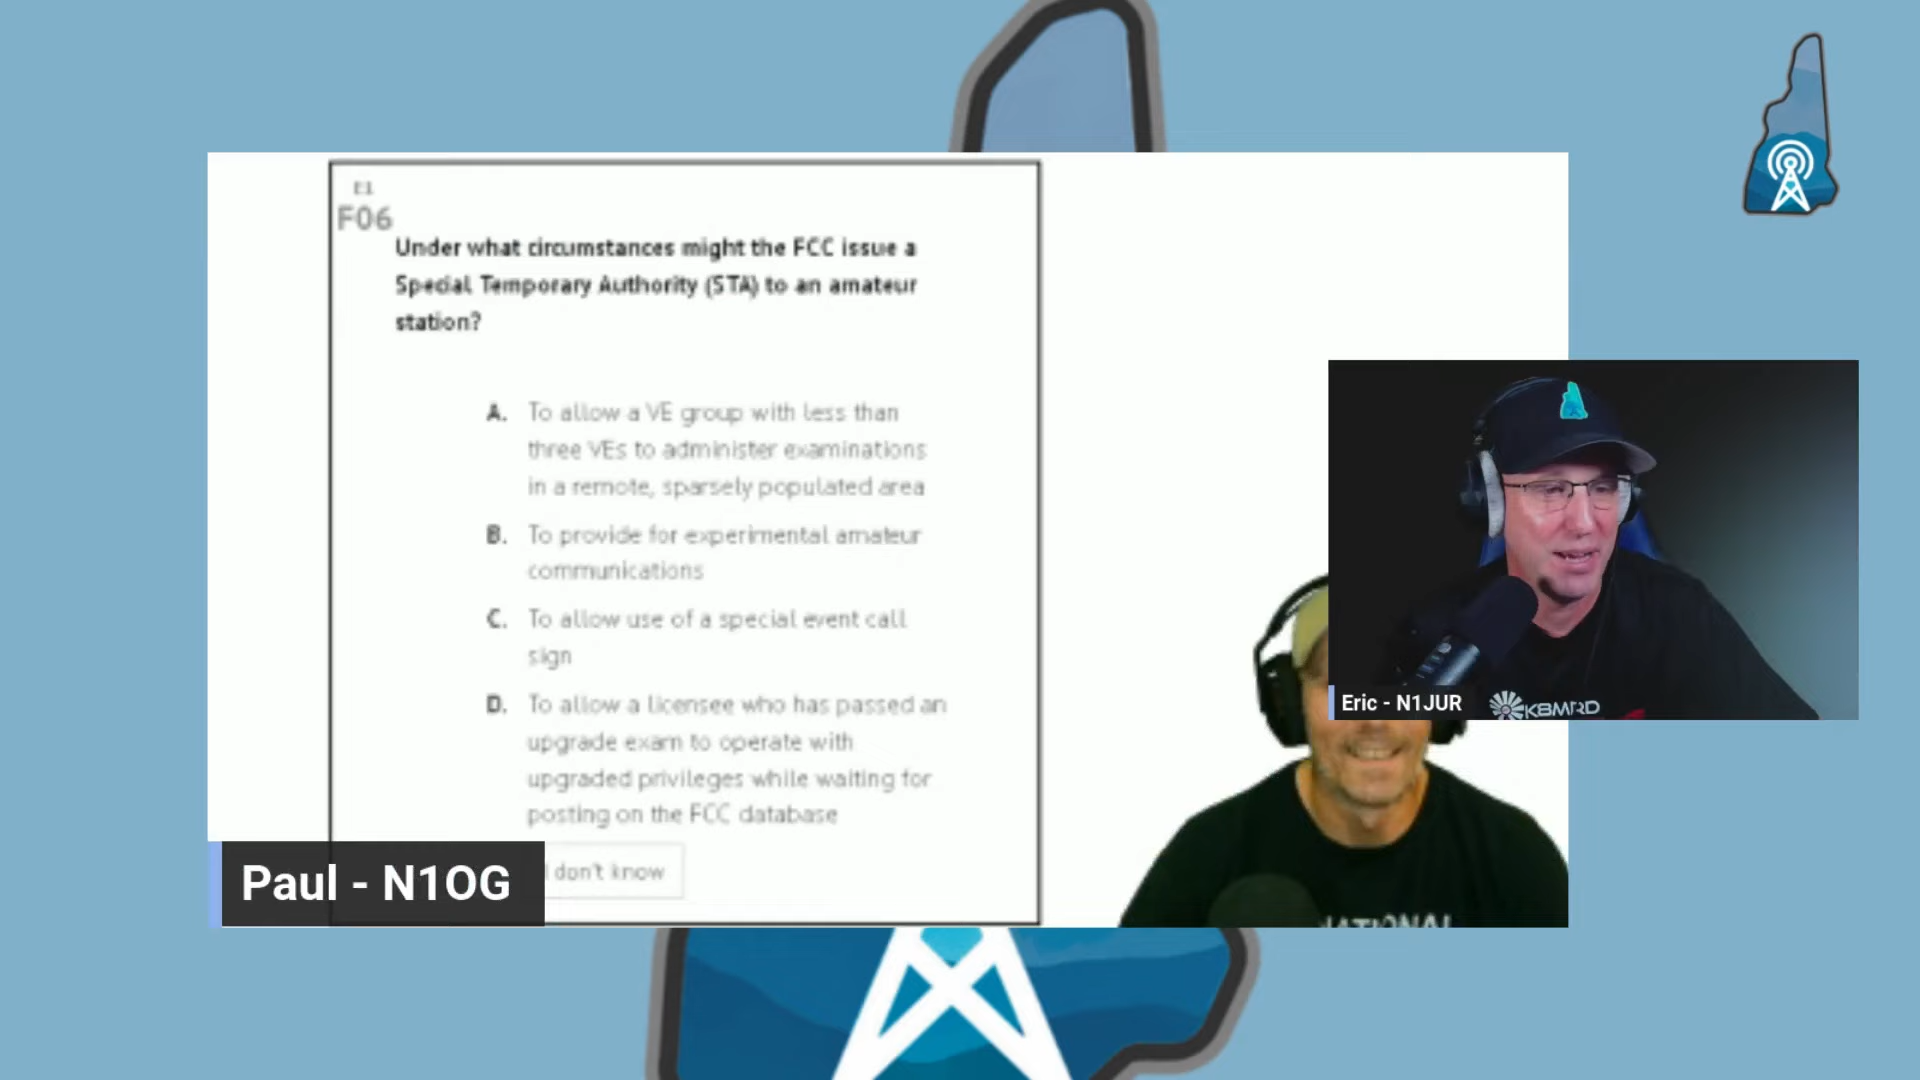 E1
F06
Under what circumstances might the FCC issue a
Special Temporary Authority (STA) to an amateur
station?
A. To allow a VE group with less than
three VEs to administer examinations
in a remote, sparsely populated area
B. To provide for experimental amateur
communications
C. To allow use of a special event call
sign
D. To allow a licensee who has passed an
upgrade exam to operate with
upgraded privileges while waiting for
posting on the FCC database
I don't know
Paul - N1OG
Eric - N1JUR
NATIONAL